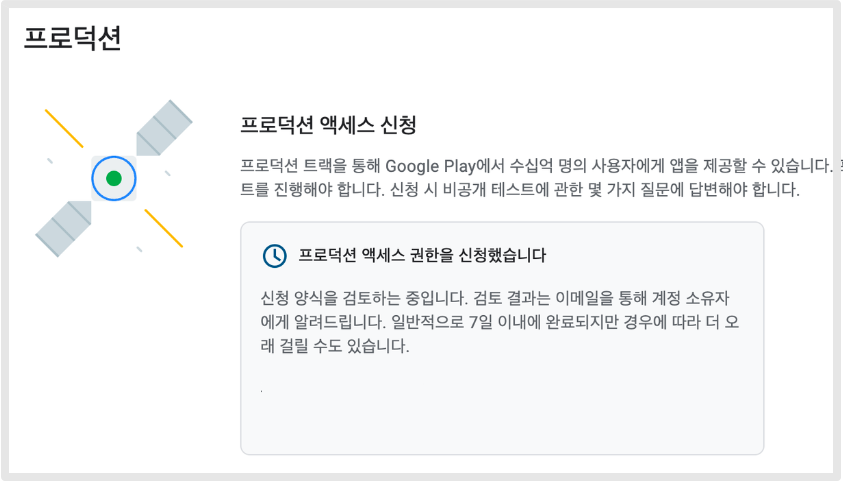 프로덕션
프로덕션 액세스 신청
프로덕션 트랙을 통해 Google Play에서 수십억 명의 사용자에게 앱을 제공할 수 있습니다.
트를 진행해야 합니다. 신청 시 비공개 테스트에 관한 몇 가지 질문에 답변해야 합니다.
프로덕션 액세스 권한을 신청했습니다
신청 양식을 검토하는 중입니다. 검토 결과는 이메일을 통해 계정 소유자
에게 알려드립니다. 일반적으로 7일 이내에 완료되지만 경우에 따라 더 오
래 걸릴 수도 있습니다.
.